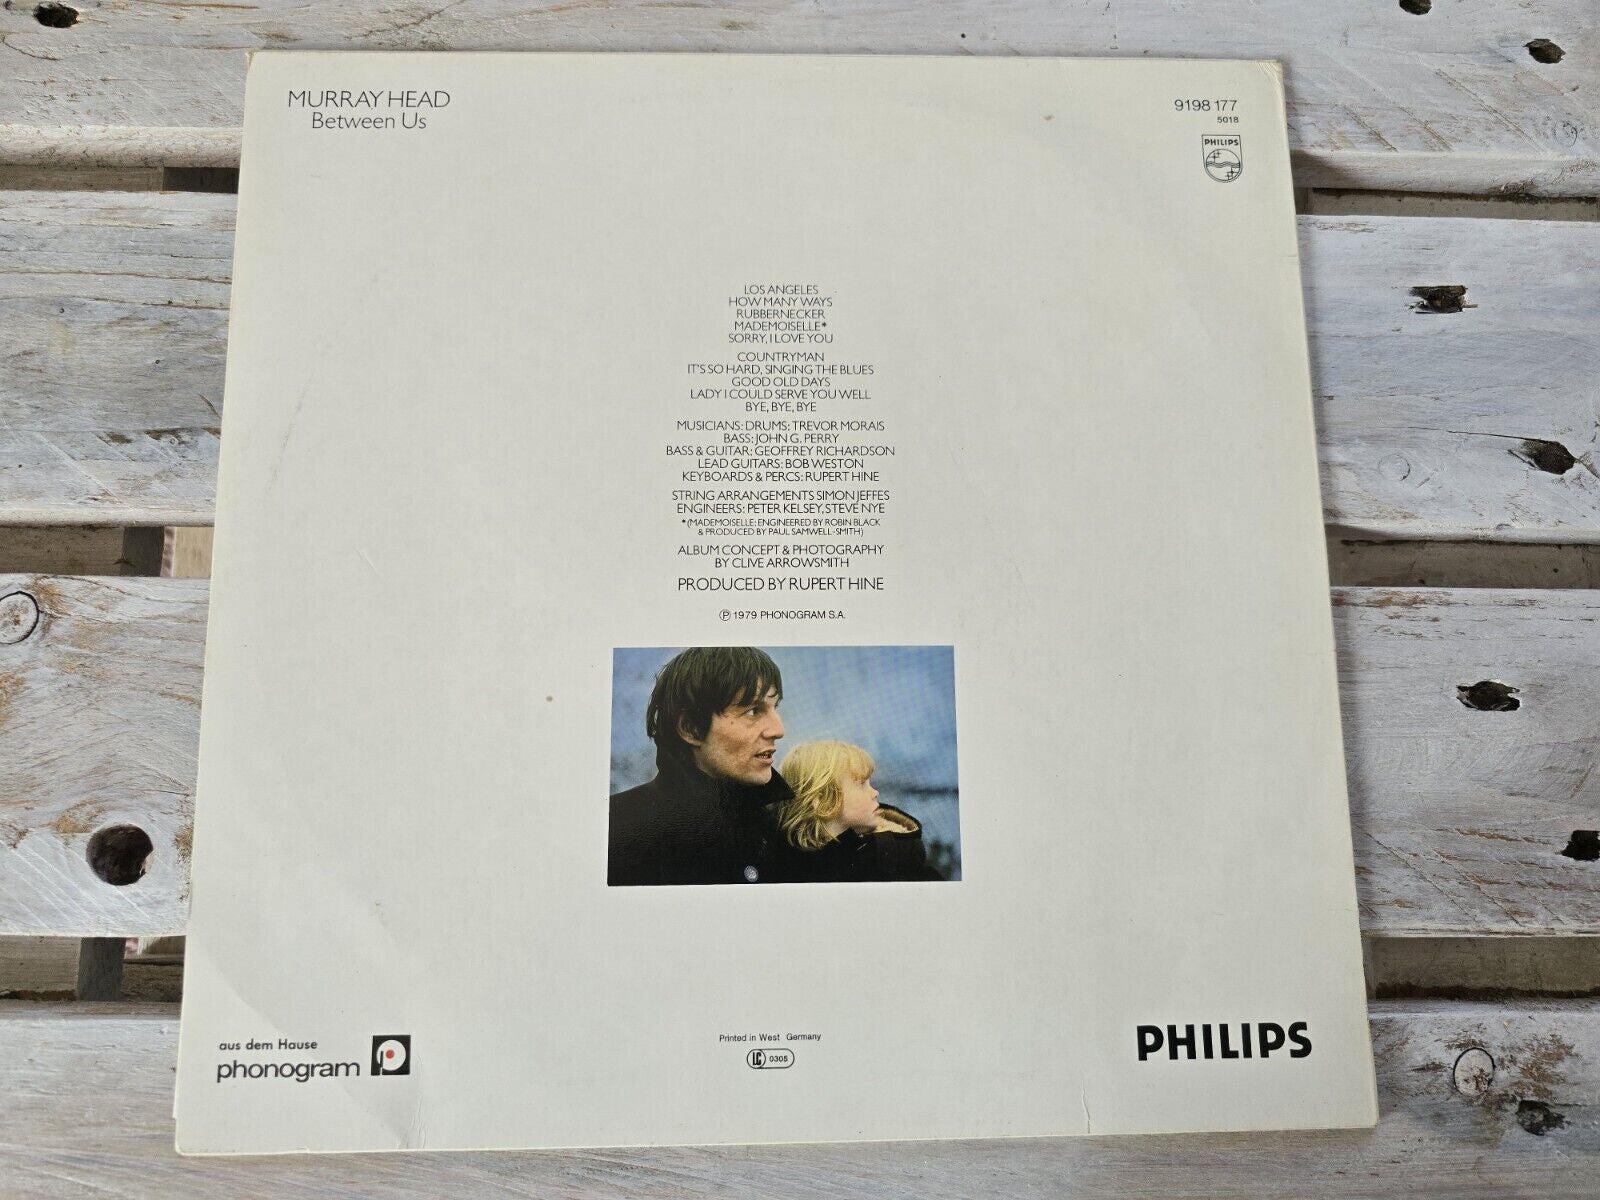 MURRAY HEAD
Between Us
9198 177
5018
PHILIPS
LOS ANGELES
HOW MANY WAYS
RUBBERNECKER
MADEMOISELLE*
SORRY, I LOVE YOU
COUNTRYMAN
IT'S SO HARD, SINGING THE BLUES
GOOD OLD DAYS
LADY I COULD SERVE YOU WELL
BYE, BYE, BYE
MUSICIANS: DRUMS: TREVOR MORAIS
BASS: JOHN G. PERRY
BASS & GUITAR: GEOFFREY RICHARDSON
LEAD GUITARS: BOB WESTON
KEYBOARDS & PERCS: RUPERT HINE
STRING ARRANGEMENTS SIMON JEFFES
ENGINEERS: PETER KELSEY, STEVE NYE
*(MADEMOISELLE: ENGINEERED BY ROBIN BLACK
& PRODUCED BY PAUL SAMWELL-SMITH)
ALBUM CONCEPT & PHOTOGRAPHY
BY CLIVE ARROWSMITH
PRODUCED BY RUPERT HINE
℗ 1979 PHONOGRAM S.A.
aus dem Hause
phonogram
Printed in West Germany
LC 0305
PHILIPS